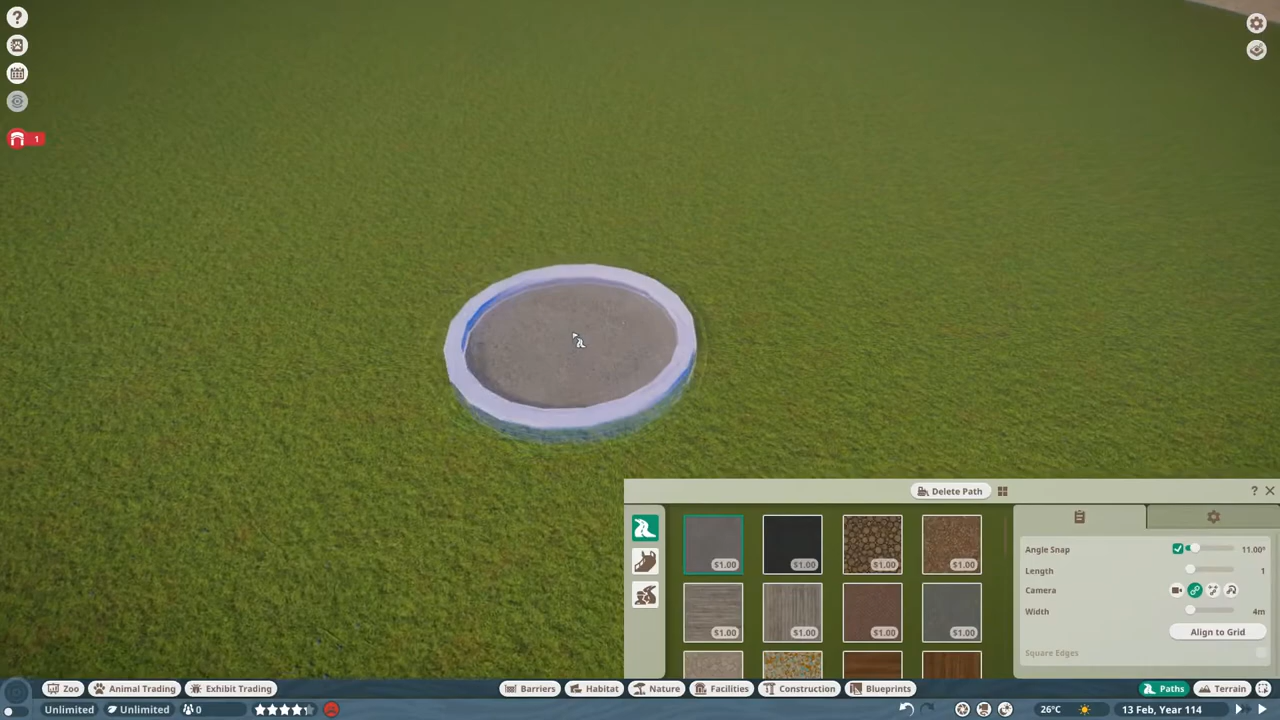 ?
1
Delete Path
?
$1.00 $1.00 $1.00 $1.00
$1.00 $1.00 $1.00 $1.00
Angle Snap 11.00°
Length 1
Camera
Width 4m
Align to Grid
Square Edges
Zoo Animal Trading Exhibit Trading Barriers Habitat Nature Facilities Construction Blueprints Paths Terrain
Unlimited Unlimited 0 26°C 13 Feb, Year 114